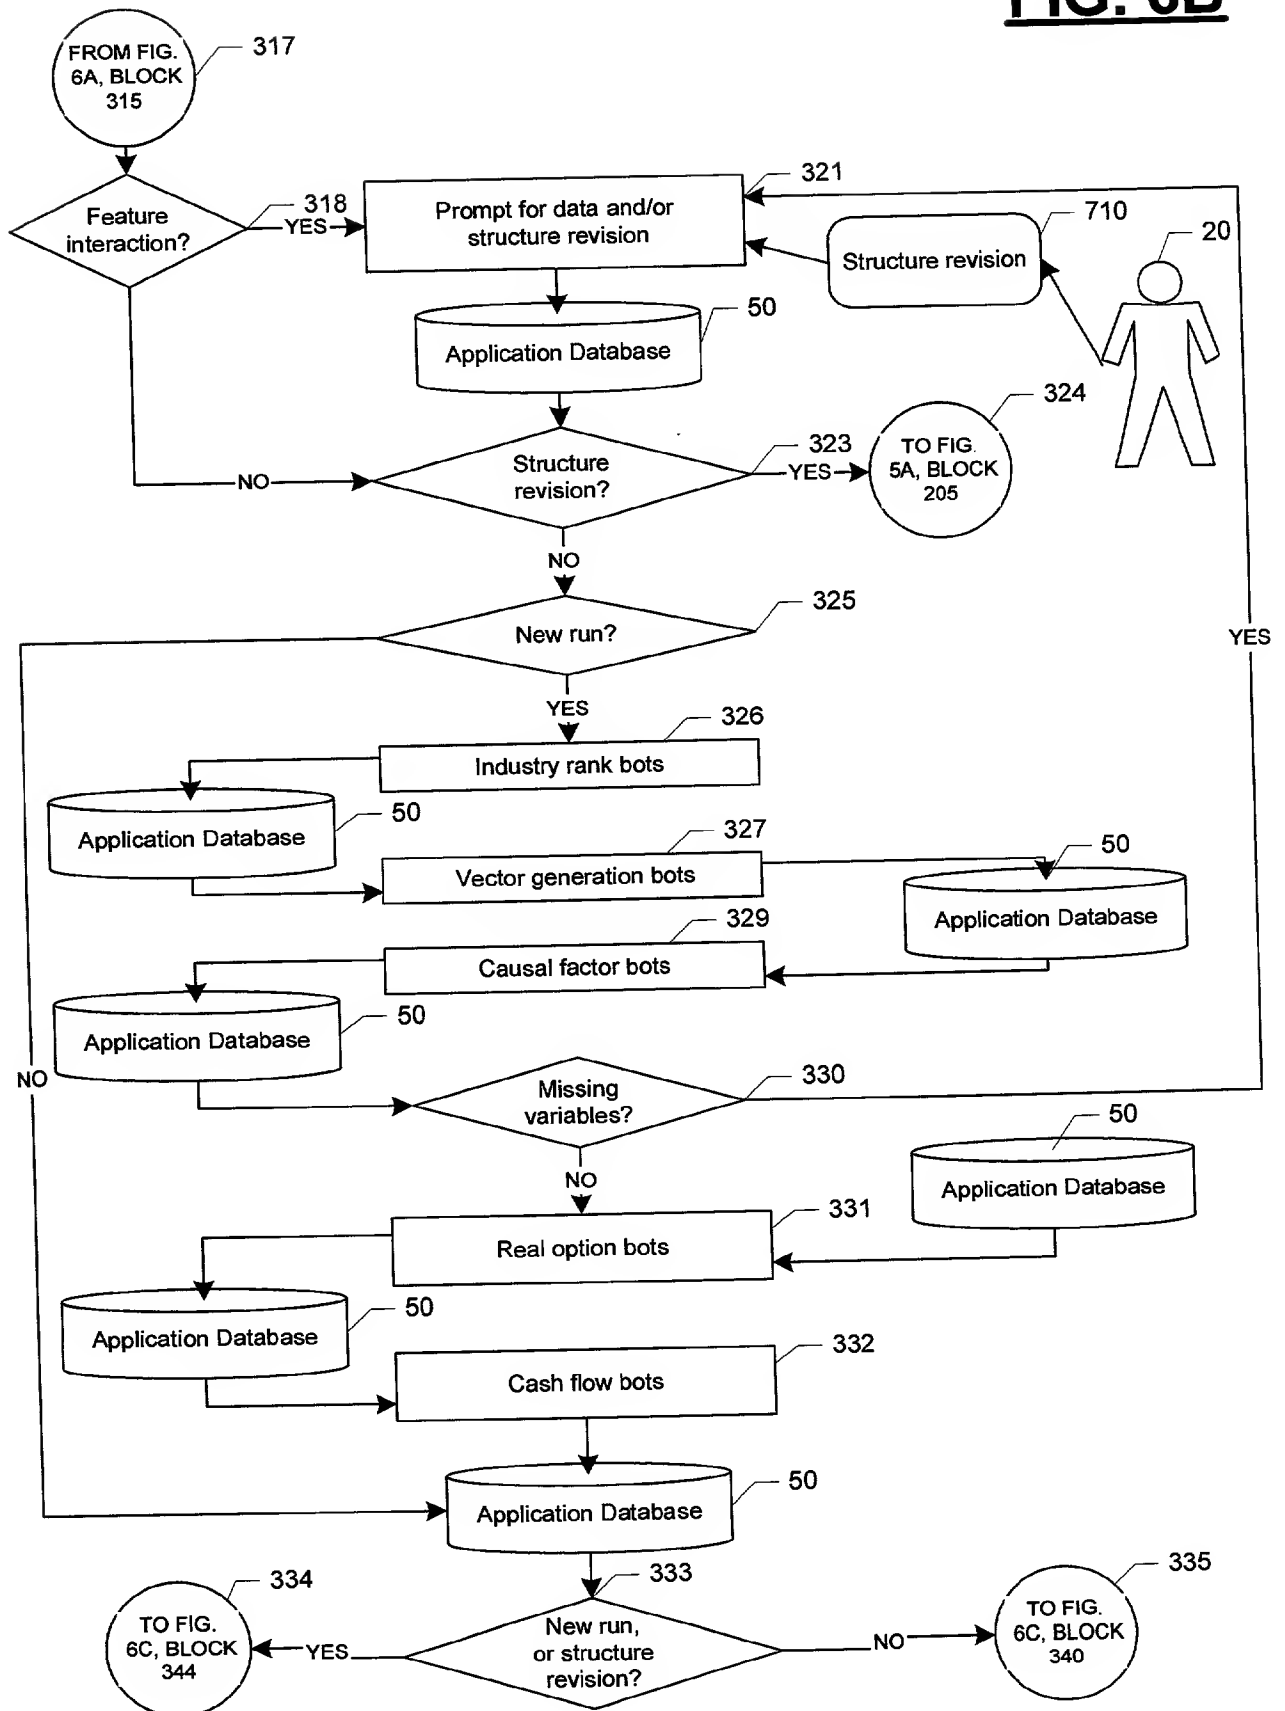 FIG. 6B
FROM FIG.
6A, BLOCK
315
317
Feature
interaction?
318
YES
Prompt for data and/or
structure revision
321
Structure revision
710
20
Application Database
50
324
TO FIG.
5A, BLOCK
205
Structure
revision?
323
YES
NO
NO
New run?
325
YES
YES
Industry rank bots
326
Application Database
50
Vector generation bots
327
Application Database
50
Causal factor bots
329
Application Database
50
NO
Missing
variables?
330
NO
Application Database
50
Real option bots
331
Application Database
50
Cash flow bots
332
Application Database
50
333
New run,
or structure
revision?
YES
334
TO FIG.
6C, BLOCK
344
NO
335
TO FIG.
6C, BLOCK
340